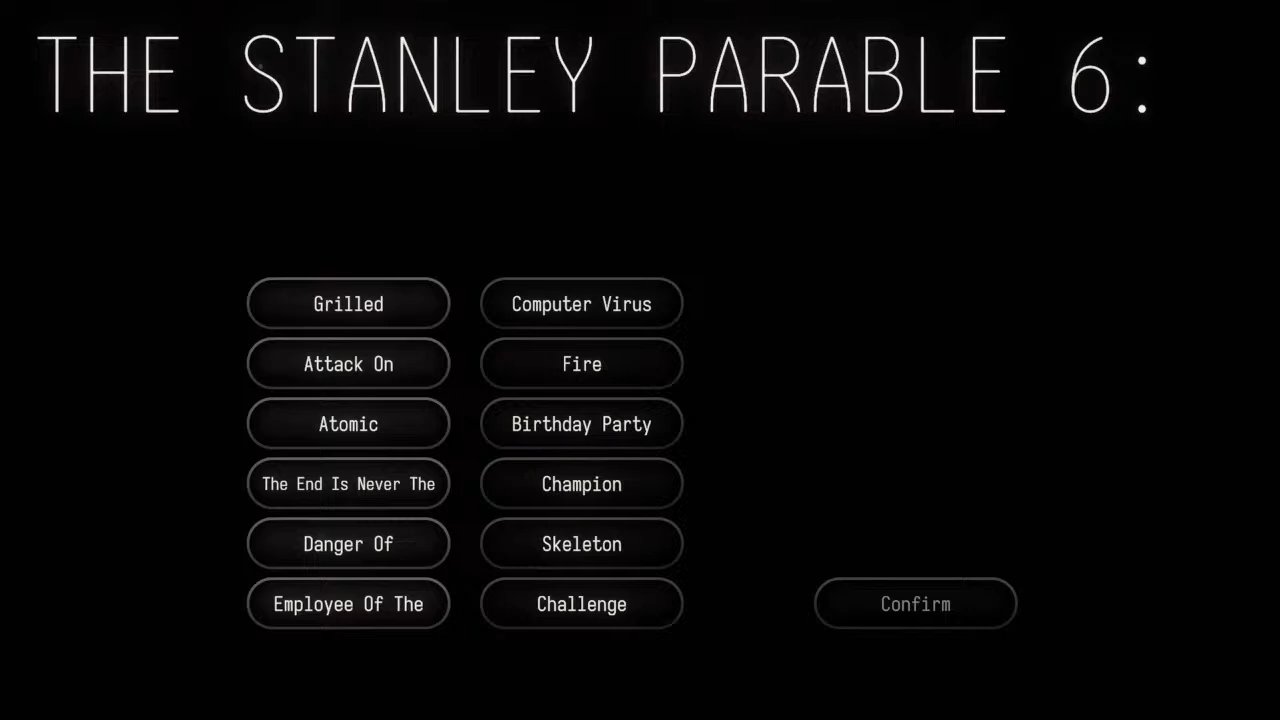 THE STANLEY PARABLE 6:
Grilled
Computer Virus
Attack On
Fire
Atomic
Birthday Party
The End Is Never The
Champion
Danger Of
Skeleton
Employee Of The
Challenge
Confirm